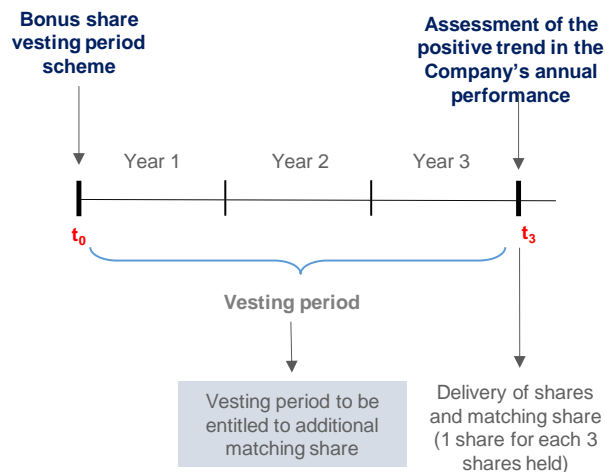 Bonus share
vesting period
scheme
Assessment of the
positive trend in the
Company's annual
performance
Year 1
Year 2
Year 3
t0
t3
Vesting period
Vesting period to be
entitled to additional
matching share
Delivery of shares
and matching share
(1 share for each 3
shares held)